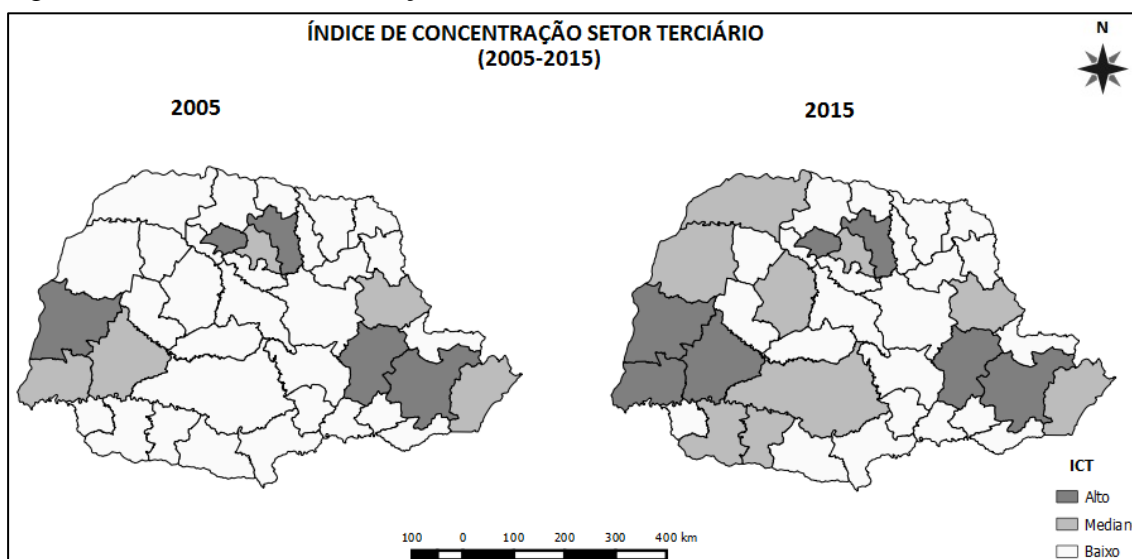 ÍNDICE DE CONCENTRAÇÃO SETOR TERCIÁRIO
(2005-2015)
N
2005
2015
ICT
Alto
Median
Baixo
100 0 100 200 300 400 km